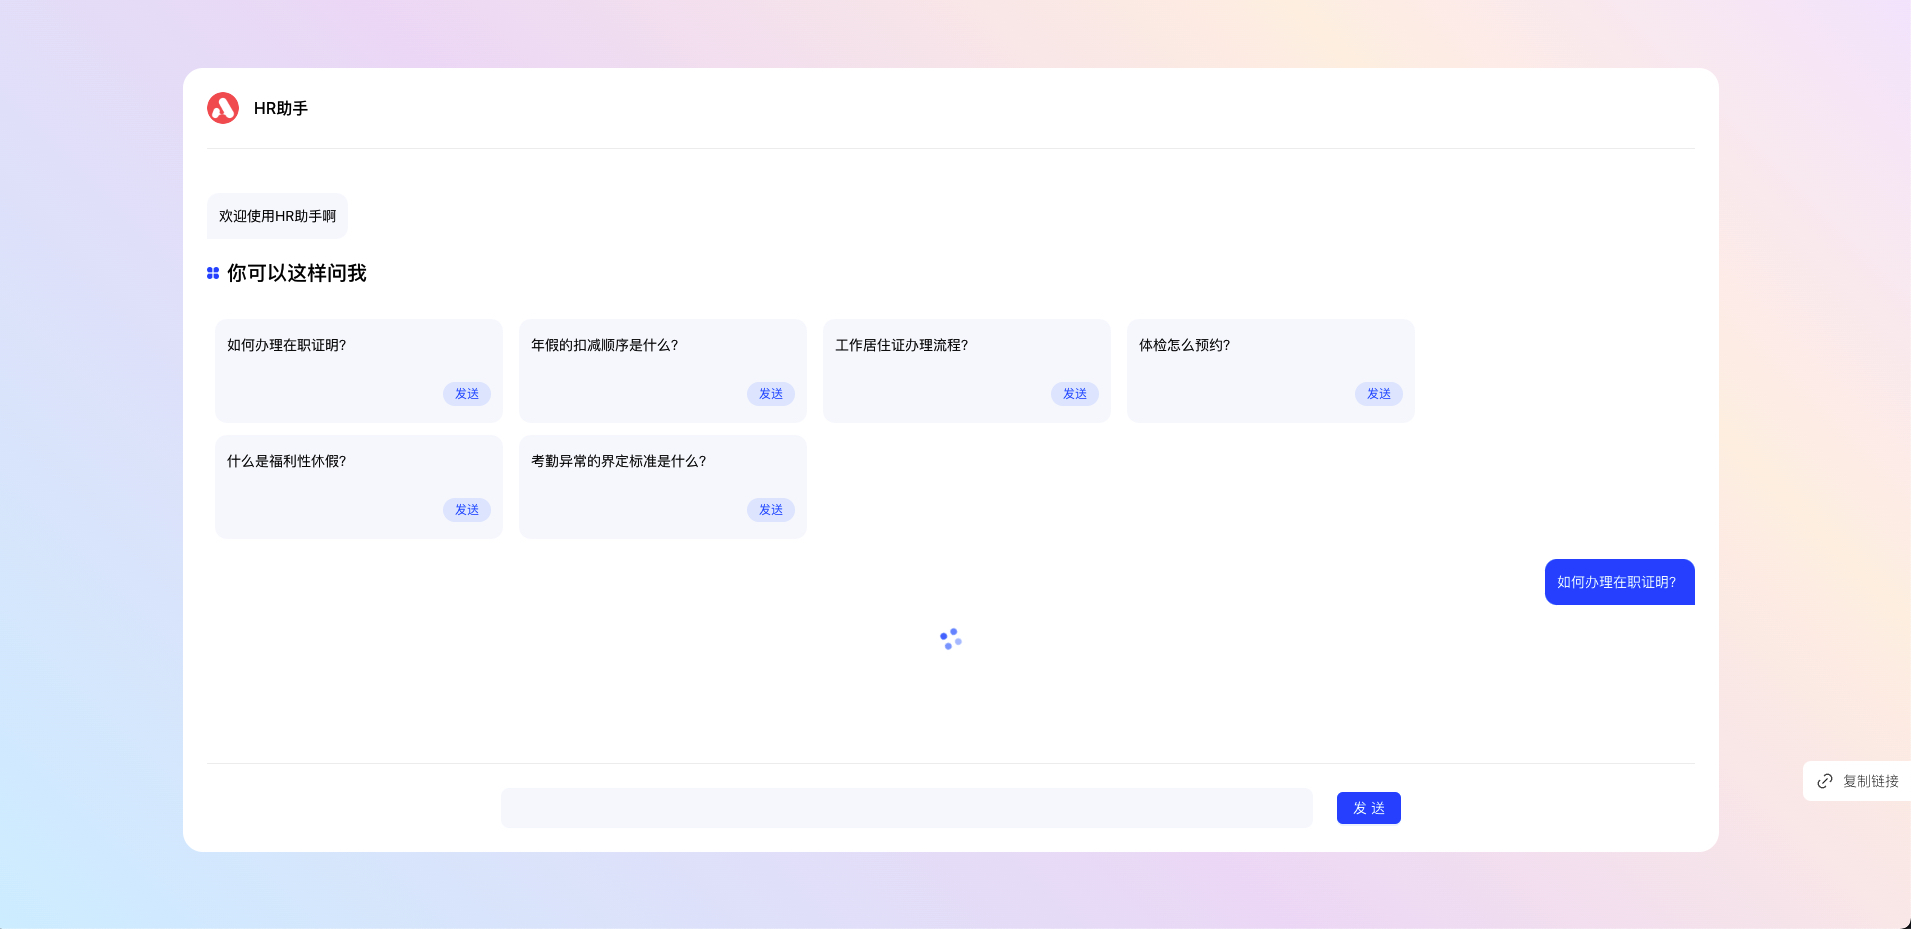 HR助手
欢迎使用HR助手啊
你可以这样问我
如何办理在职证明?
发送
年假的扣减顺序是什么?
发送
工作居住证办理流程?
发送
体检怎么预约?
发送
什么是福利性休假?
发送
考勤异常的界定标准是什么?
发送
如何办理在职证明?
复制链接
发 送